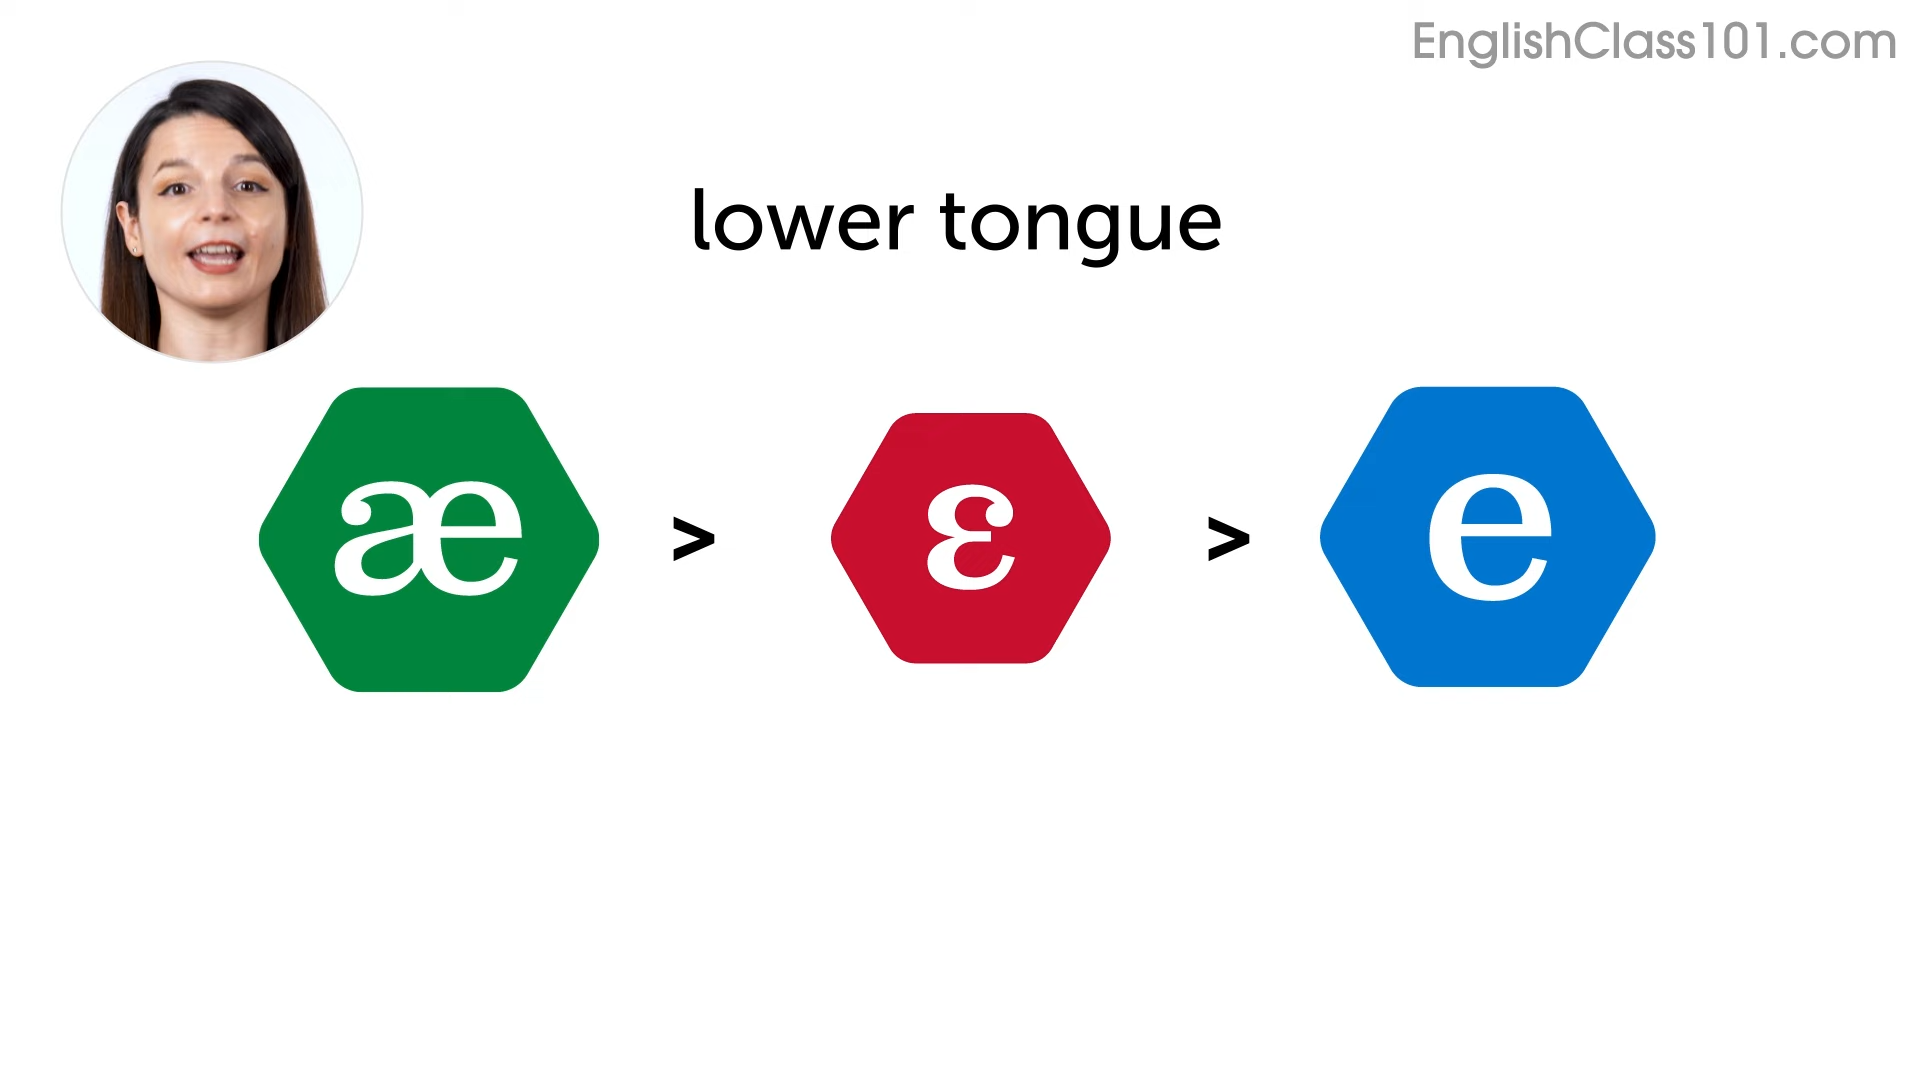 EnglishClass101.com
lower tongue
æ > ε > e